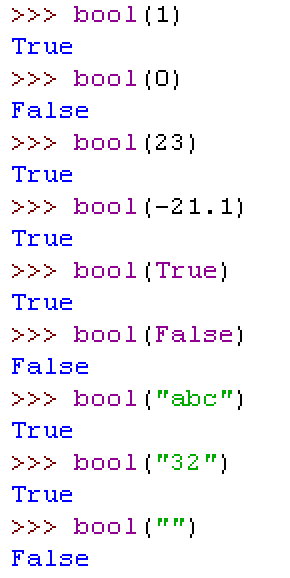 >>> bool(1)
True
>>> bool(0)
False
>>> bool(23)
True
>>> bool(-21.1)
True
>>> bool(True)
True
>>> bool(False)
False
>>> bool("abc")
True
>>> bool("32")
True
>>> bool("")
False